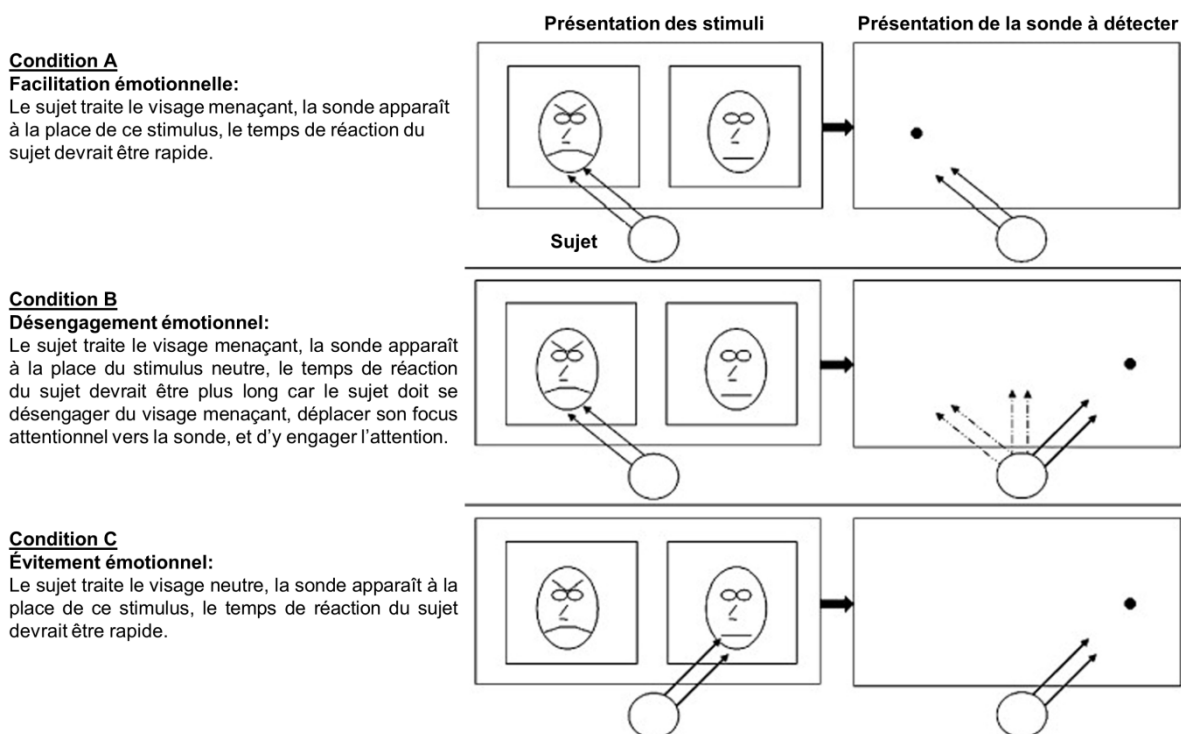 Présentation des stimuli
Présentation de la sonde à détecter
Condition A
Facilitation émotionnelle:
Le sujet traite le visage menaçant, la sonde apparaît
à la place de ce stimulus, le temps de réaction du
sujet devrait être rapide.
Sujet
Condition B
Désengagement émotionnel:
Le sujet traite le visage menaçant, la sonde apparaît
à la place du stimulus neutre, le temps de réaction
du sujet devrait être plus long car le sujet doit se
désengager du visage menaçant, déplacer son focus
attentionnel vers la sonde, et d'y engager l'attention.
Condition C
Évitement émotionnel:
Le sujet traite le visage neutre, la sonde apparaît à la
place de ce stimulus, le temps de réaction du sujet
devrait être rapide.